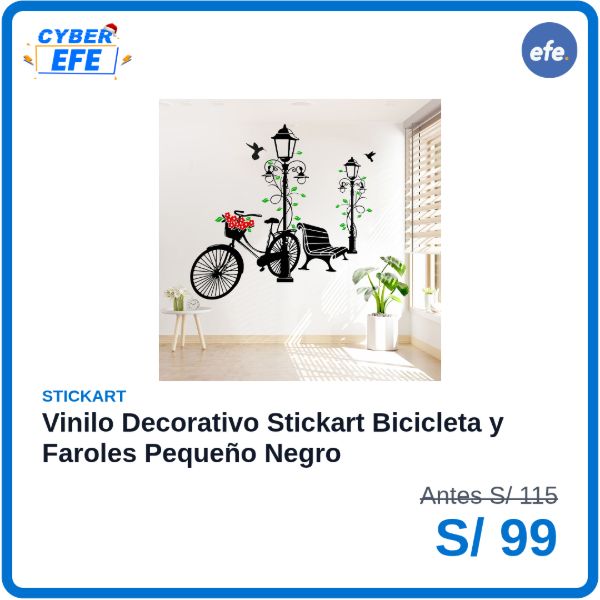 CYBER
EFE
efe.
STICKART
Vinilo Decorativo Stickart Bicicleta y
Faroles Pequeño Negro
Antes S/ 115
S/ 99